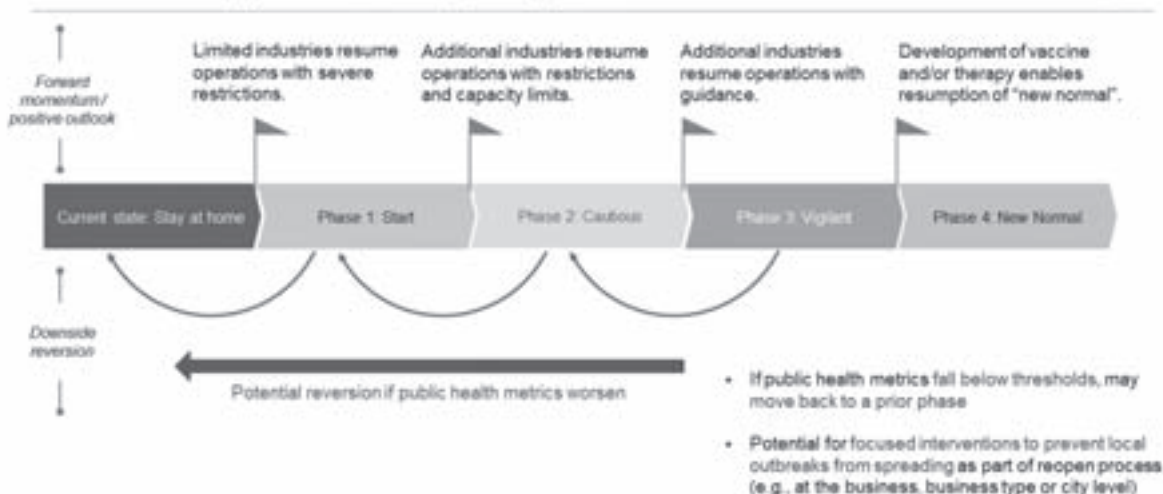 Forward
momentum/
positive outlook
Limited industries resume
operations with severe
restrictions.
Additional industries resume
operations with restrictions
and capacity limits.
Additional industries
resume operations with
guidance.
Development of vaccine
and/or therapy enables
resumption of “new normal”.
Current state: Stay at home
Phase 1: Start
Phase 2: Cautious
Phase 3: Vigilant
Phase 4: New Normal
Downside
reversion
Potential reversion if public health metrics worsen
• If public health metrics fall below thresholds, may
move back to a prior phase
• Potential for focused interventions to prevent local
outbreaks from spreading as part of reopen process
(e.g., at the business, business type or city level)